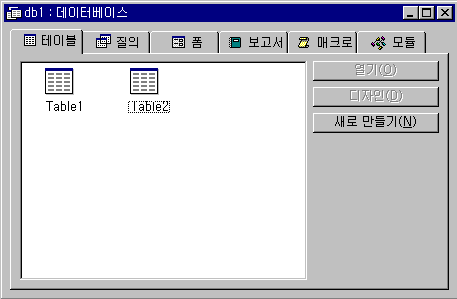 db1 : 데이터베이스
테이블 질의 폼 보고서 매크로 모듈
Table1 Table2
열기(O)
디자인(D)
새로 만들기(N)